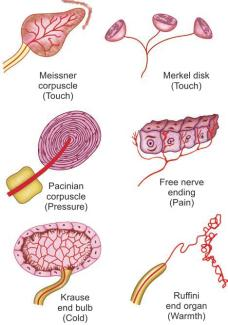 Meissner
corpuscle
(Touch)
Merkel disk
(Touch)
Pacinian
corpuscle
(Pressure)
Free nerve
ending
(Pain)
Krause
end bulb
(Cold)
Ruffini
end organ
(Warmth)